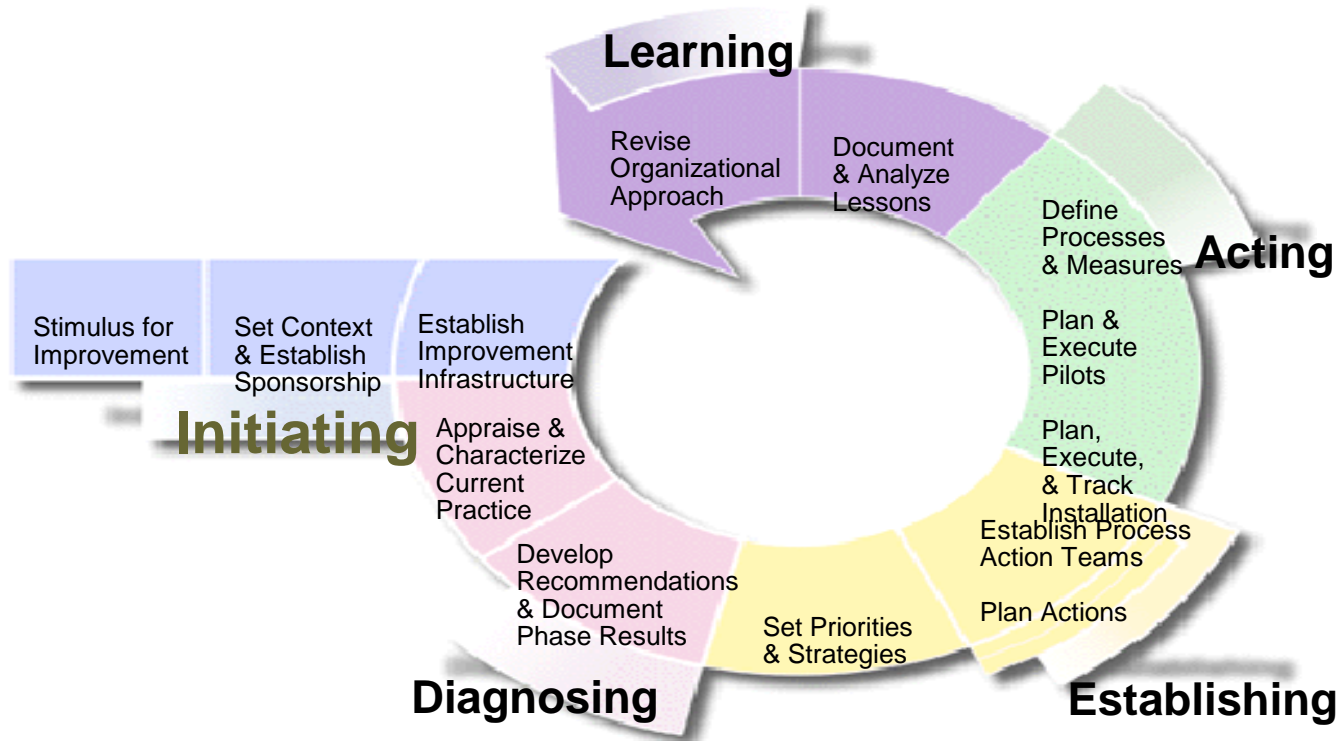 Learning
Revise
Organizational
Approach
Document
& Analyze
Lessons
Define
Processes
& Measures
Acting
Plan &
Execute
Pilots
Plan,
Execute,
& Track
Installation
Stimulus for
Improvement
Set Context
& Establish
Sponsorship
Establish
Improvement
Infrastructure
Initiating
Appraise &
Characterize
Current
Practice
Develop
Recommendations
& Document
Phase Results
Diagnosing
Set Priorities
& Strategies
Establish Process
Action Teams
Plan Actions
Establishing